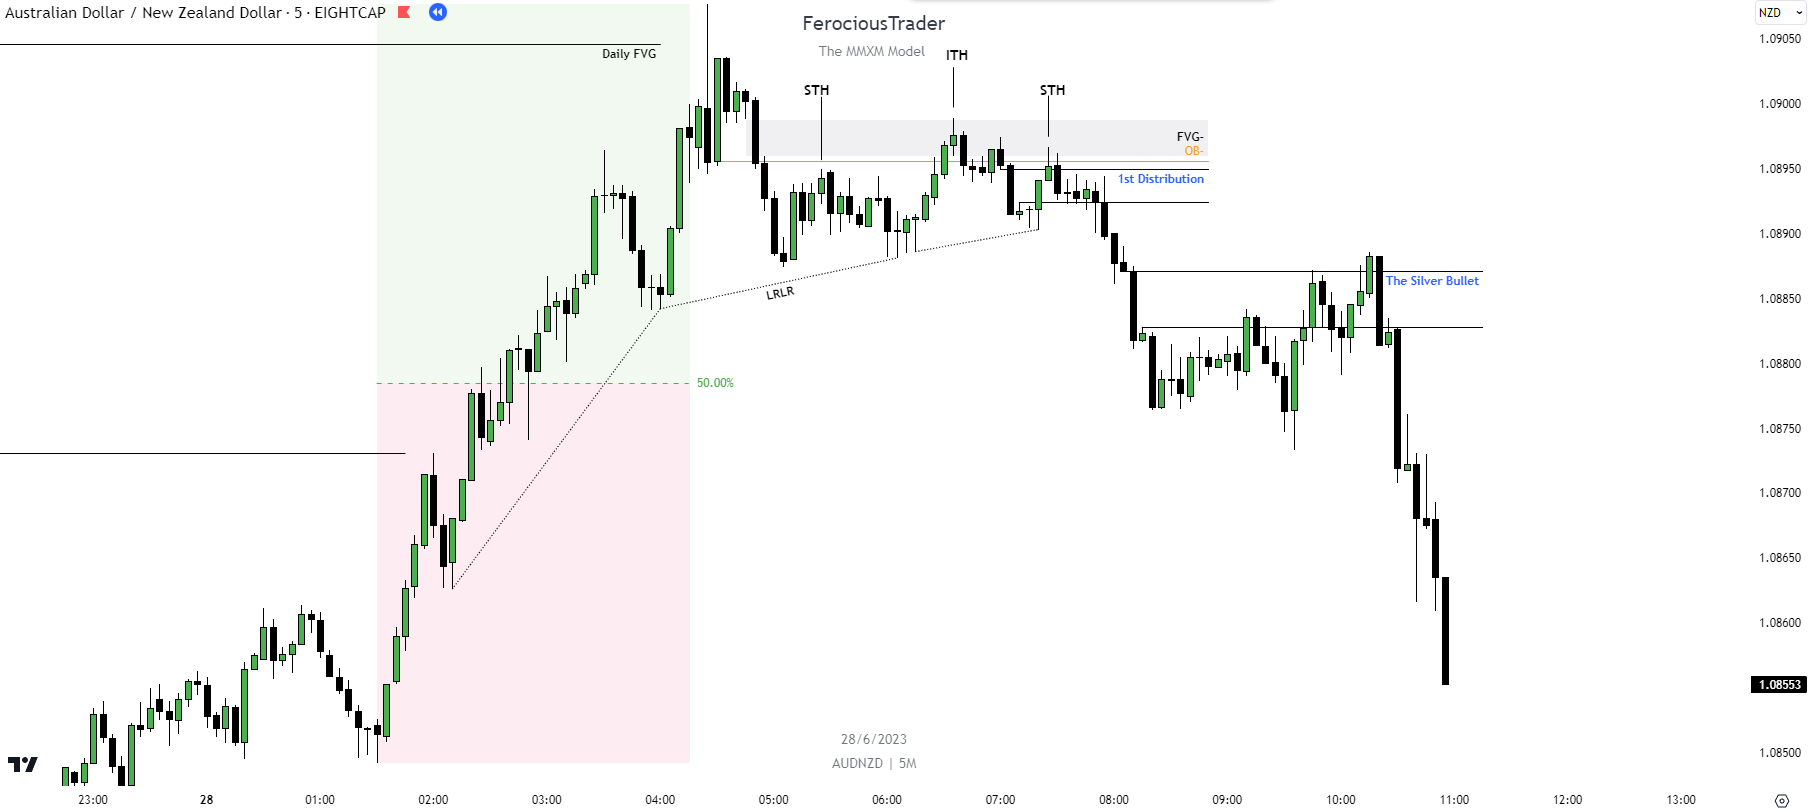 Australian Dollar / New Zealand Dollar · 5 · EIGHTCAP
FerociousTrader
The MMXM Model
NZD
Daily FVG
ITH
STH
STH
FVG-
OB-
1st Distribution
The Silver Bullet
LRLR
50.00%
1.09050
1.09000
1.08950
1.08900
1.08850
1.08800
1.08750
1.08700
1.08650
1.08600
1.08553
1.08500
28/6/2023
AUDNZD | 5M
23:00 28 01:00 02:00 03:00 04:00 05:00 06:00 07:00 08:00 09:00 10:00 11:00 12:00 13:00